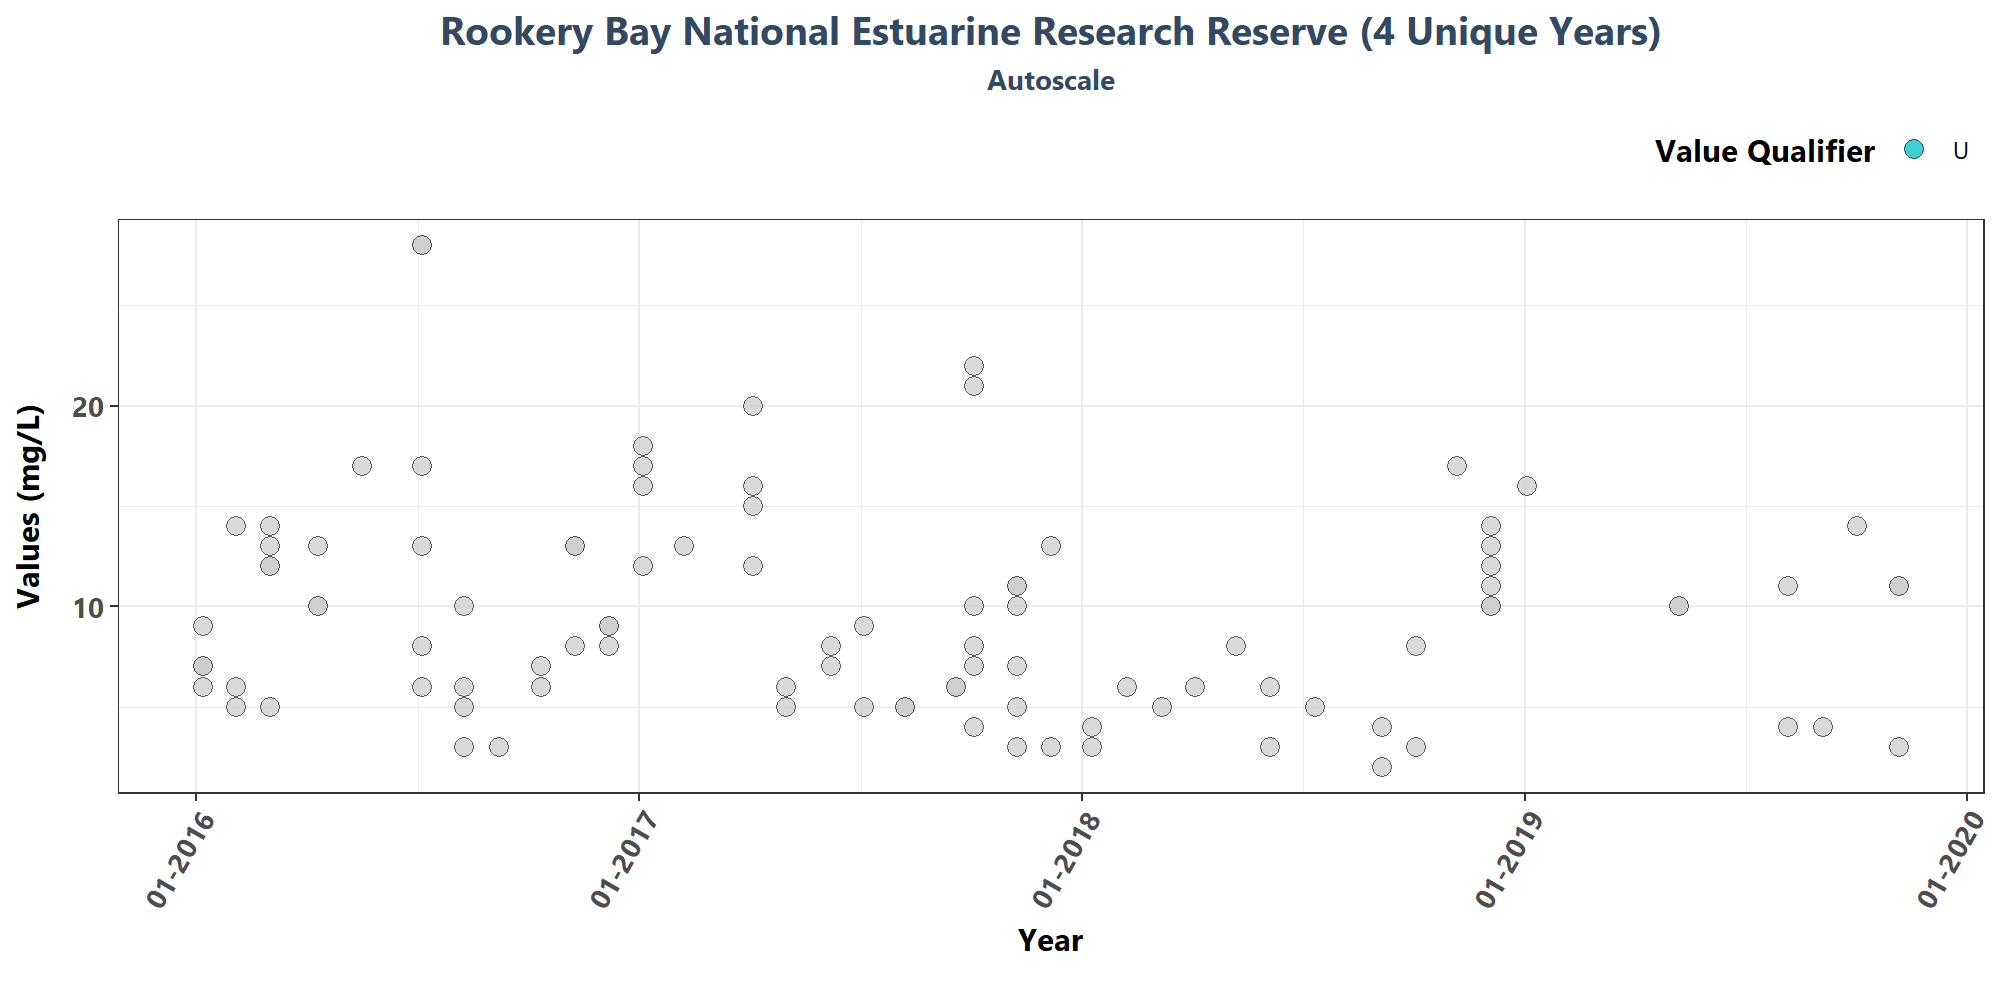 Rookery Bay National Estuarine Research Reserve (4 Unique Years)
Autoscale
Value Qualifier U
Values (mg/L)
20
10
01-2016
01-2017
01-2018
01-2019
01-2020
Year